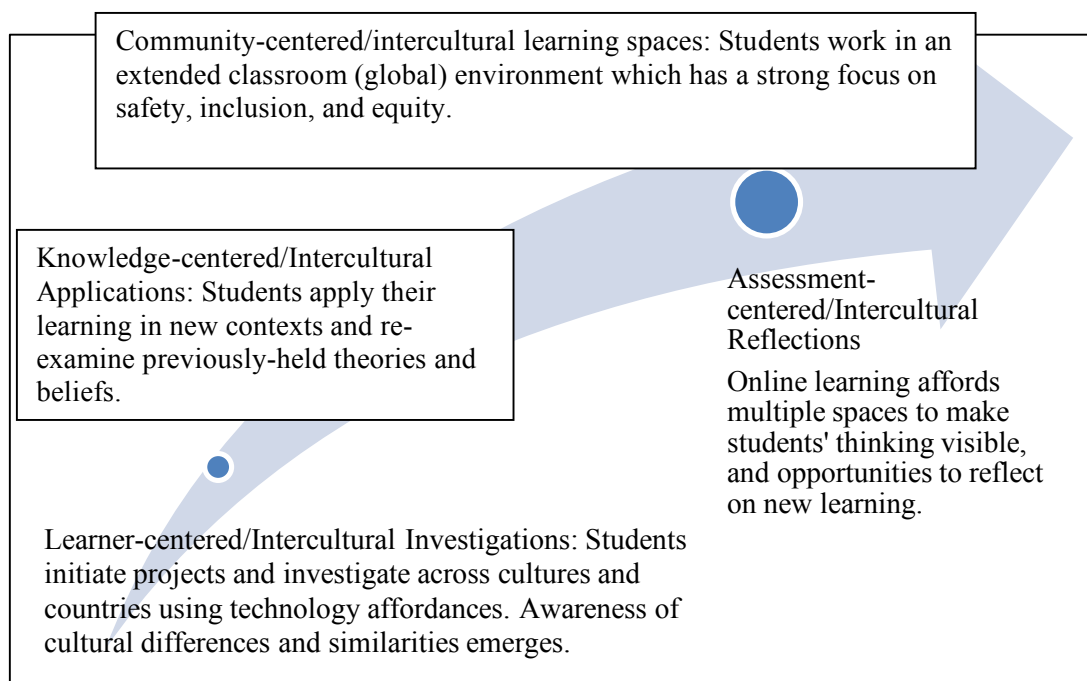 Community-centered/intercultural learning spaces: Students work in an
extended classroom (global) environment which has a strong focus on
safety, inclusion, and equity.
Knowledge-centered/Intercultural
Applications: Students apply their
learning in new contexts and re-
examine previously-held theories and
beliefs.
Assessment-
centered/Intercultural
Reflections
Online learning affords
multiple spaces to make
students' thinking visible,
and opportunities to reflect
on new learning.
Learner-centered/Intercultural Investigations: Students
initiate projects and investigate across cultures and
countries using technology affordances. Awareness of
cultural differences and similarities emerges.